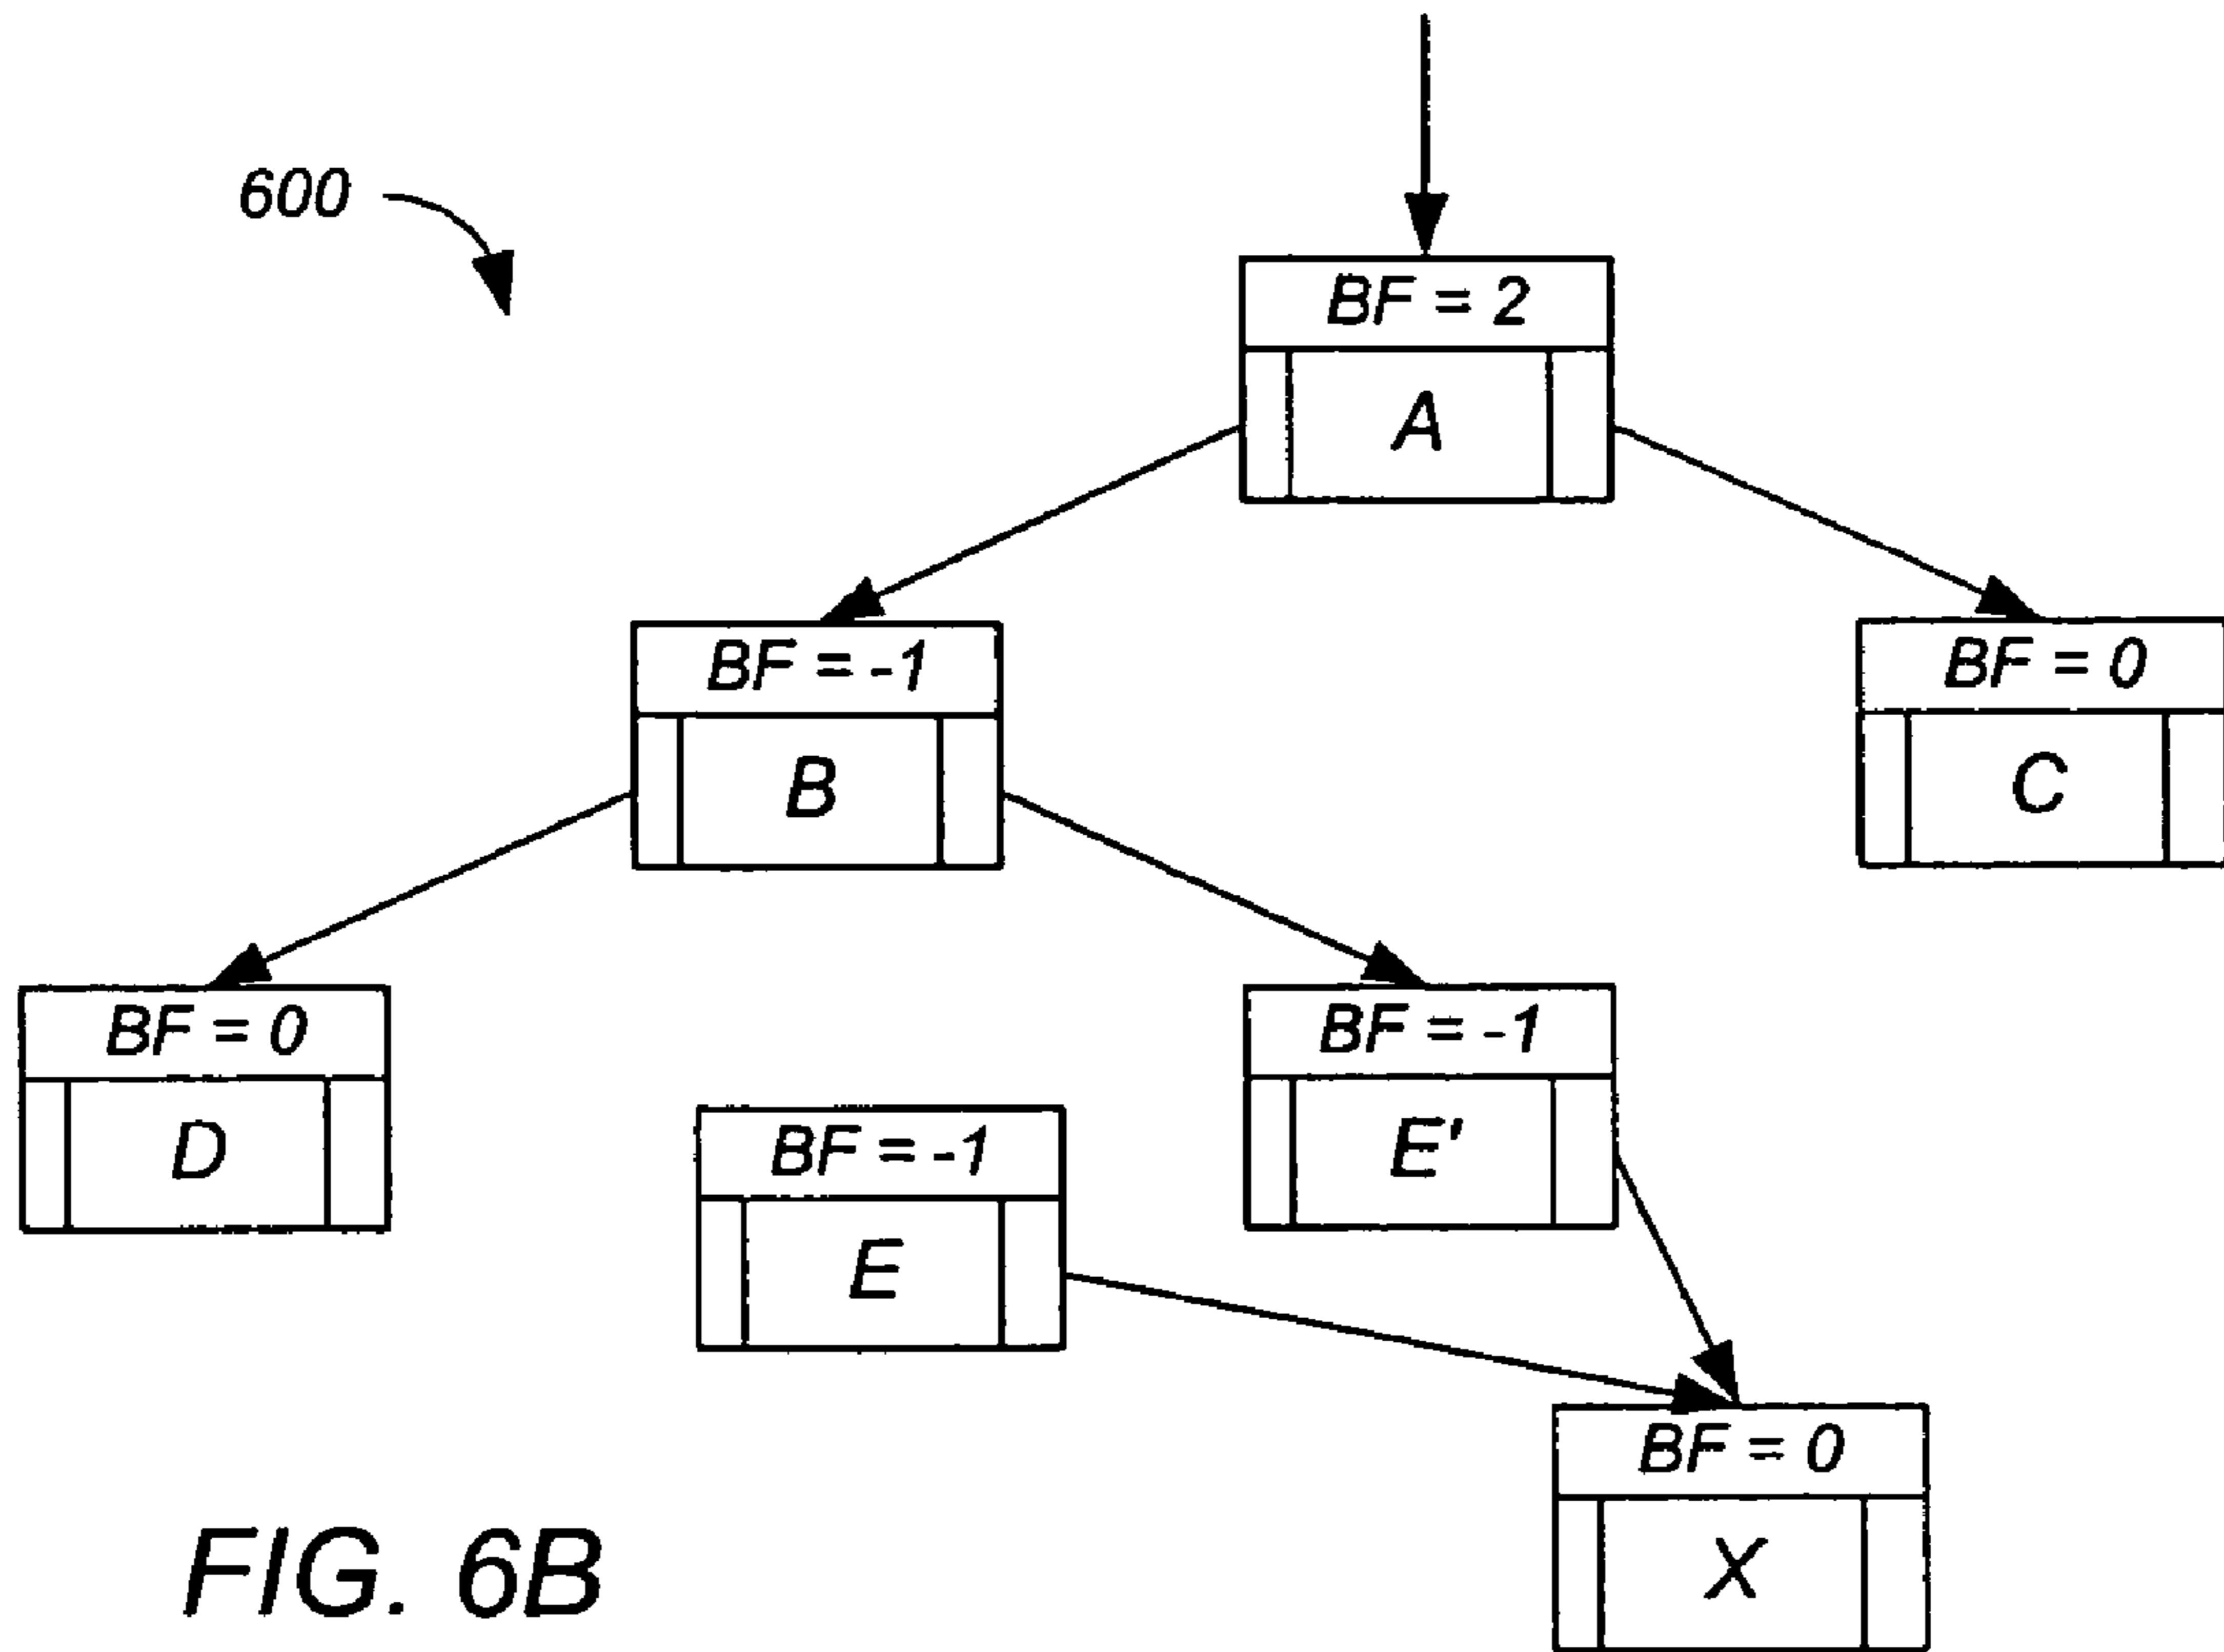 600
BF = 2
A
BF = -1
B
BF = 0
C
BF = 0
D
BF = -1
E'
BF = -1
E
BF = 0
X
FIG. 6B